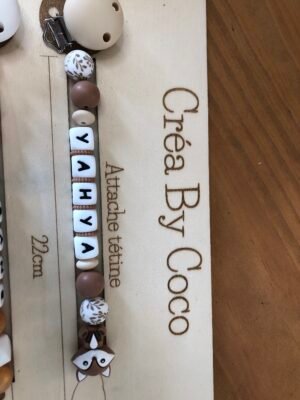 Créa By Coco
Attache tétine
YAHYA
22cm